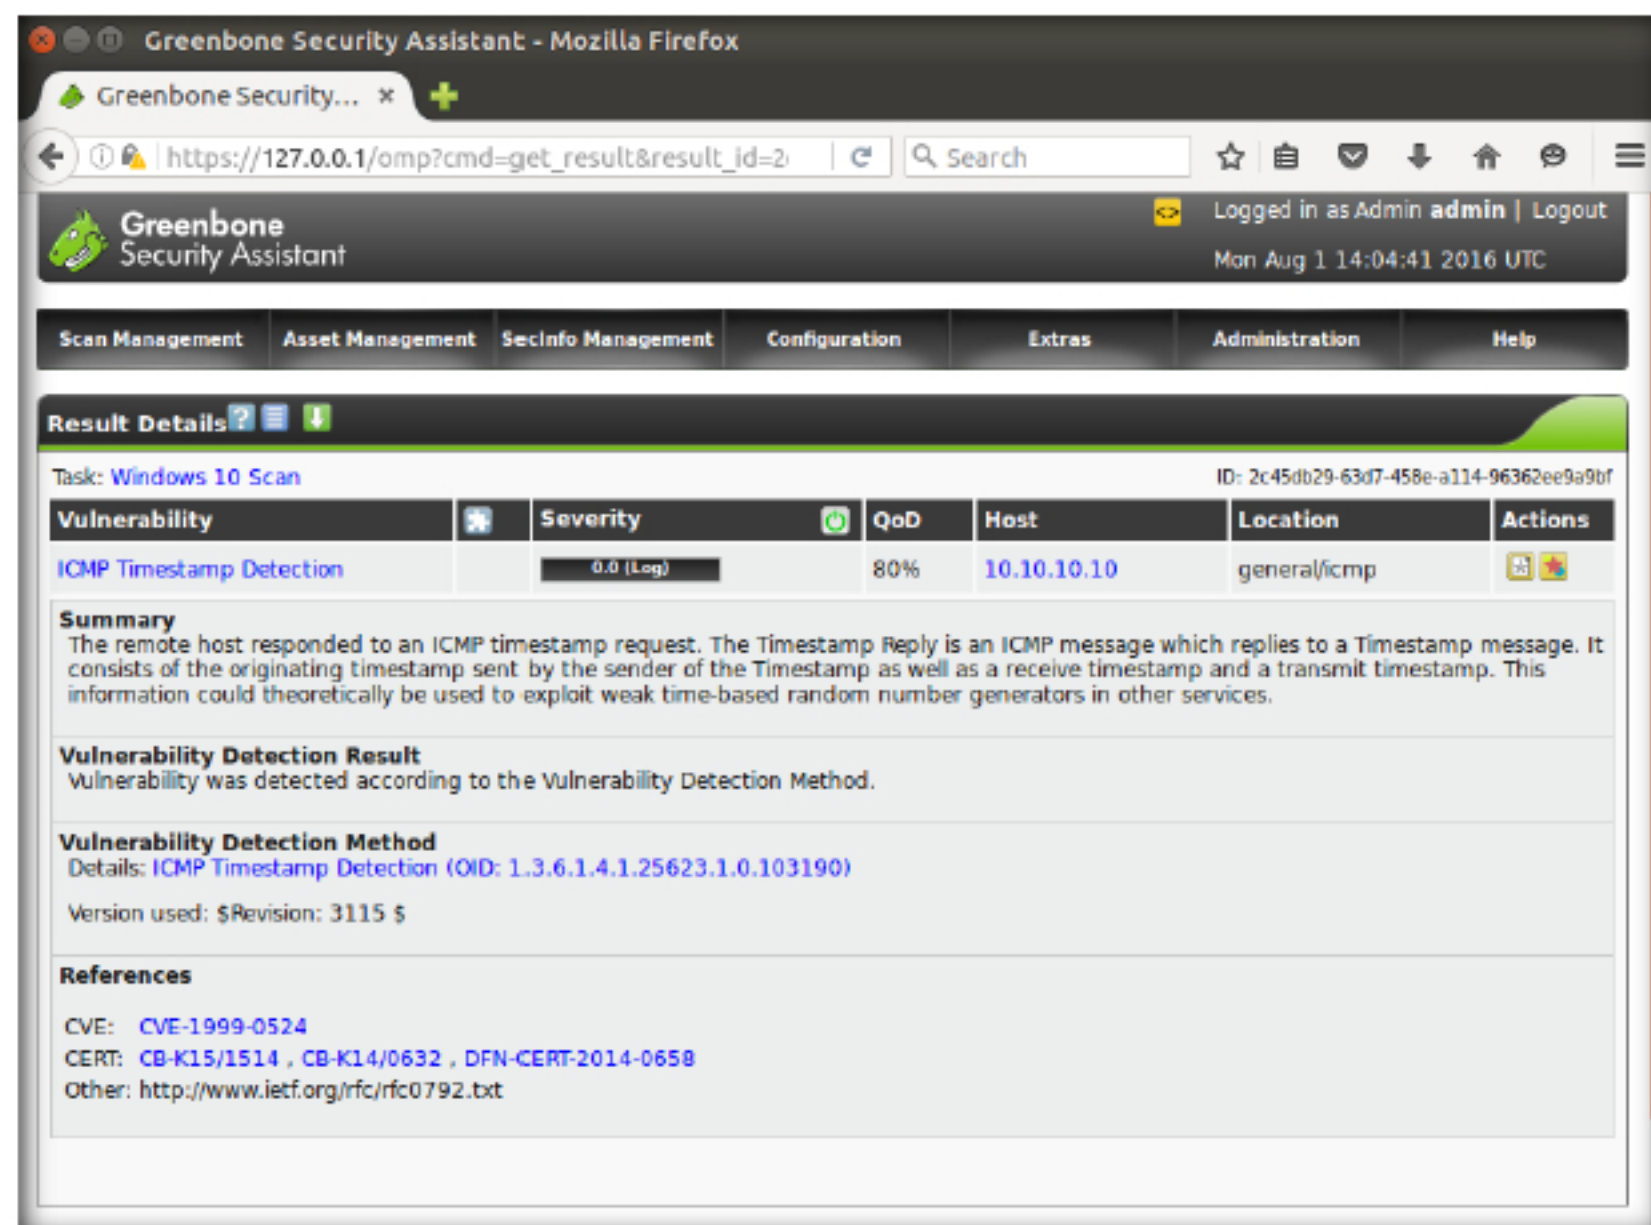 Greenbone Security Assistant - Mozilla Firefox
Greenbone Security... ×
https://127.0.0.1/omp?cmd=get_result&result_id=2
Search
Greenbone
Security Assistant
Logged in as Admin admin | Logout
Mon Aug 1 14:04:41 2016 UTC
Scan Management Asset Management SecInfo Management Configuration Extras Administration Help
Result Details
Task: Windows 10 Scan ID: 2c45db29-63d7-458e-a114-96362ee9a9bf
Vulnerability Severity QoD Host Location Actions
ICMP Timestamp Detection 0.0 (Log) 80% 10.10.10.10 general/icmp
Summary
The remote host responded to an ICMP timestamp request. The Timestamp Reply is an ICMP message which replies to a Timestamp message. It
consists of the originating timestamp sent by the sender of the Timestamp as well as a receive timestamp and a transmit timestamp. This
information could theoretically be used to exploit weak time-based random number generators in other services.
Vulnerability Detection Result
Vulnerability was detected according to the Vulnerability Detection Method.
Vulnerability Detection Method
Details: ICMP Timestamp Detection (OID: 1.3.6.1.4.1.25623.1.0.103190)
Version used: $Revision: 3115 $
References
CVE: CVE-1999-0524
CERT: CB-K15/1514 , CB-K14/0632 , DFN-CERT-2014-0658
Other: http://www.ietf.org/rfc/rfc0792.txt